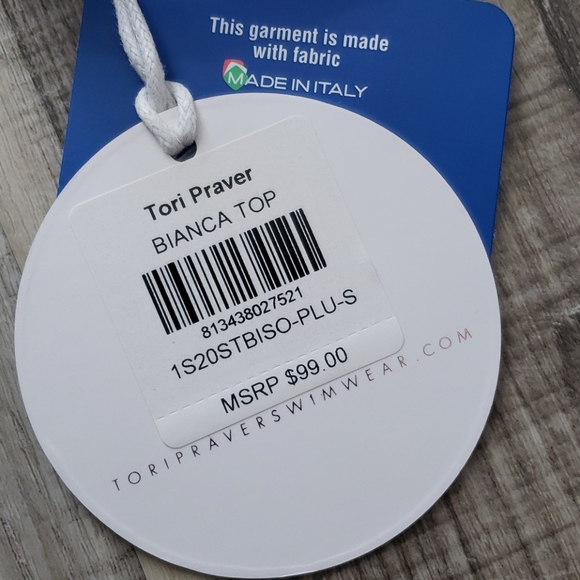 This garment is made
with fabric
MADE IN ITALY
Tori Praver
BIANCA TOP
813438027521
1S20STBISO-PLU-S
MSRP $99.00
TORIPRAVERSWIMWEAR.COM